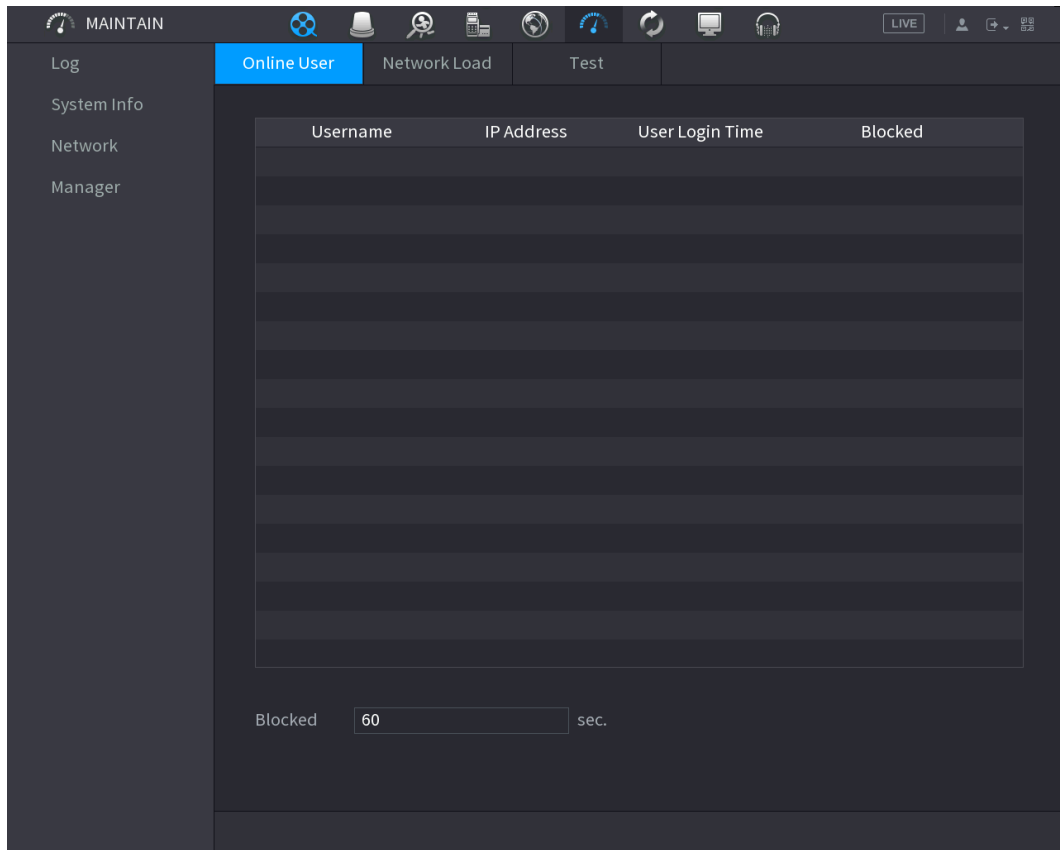 MAINTAIN
LIVE
Log
System Info
Network
Manager
Online User Network Load Test
Username IP Address User Login Time Blocked
Blocked 60 sec.